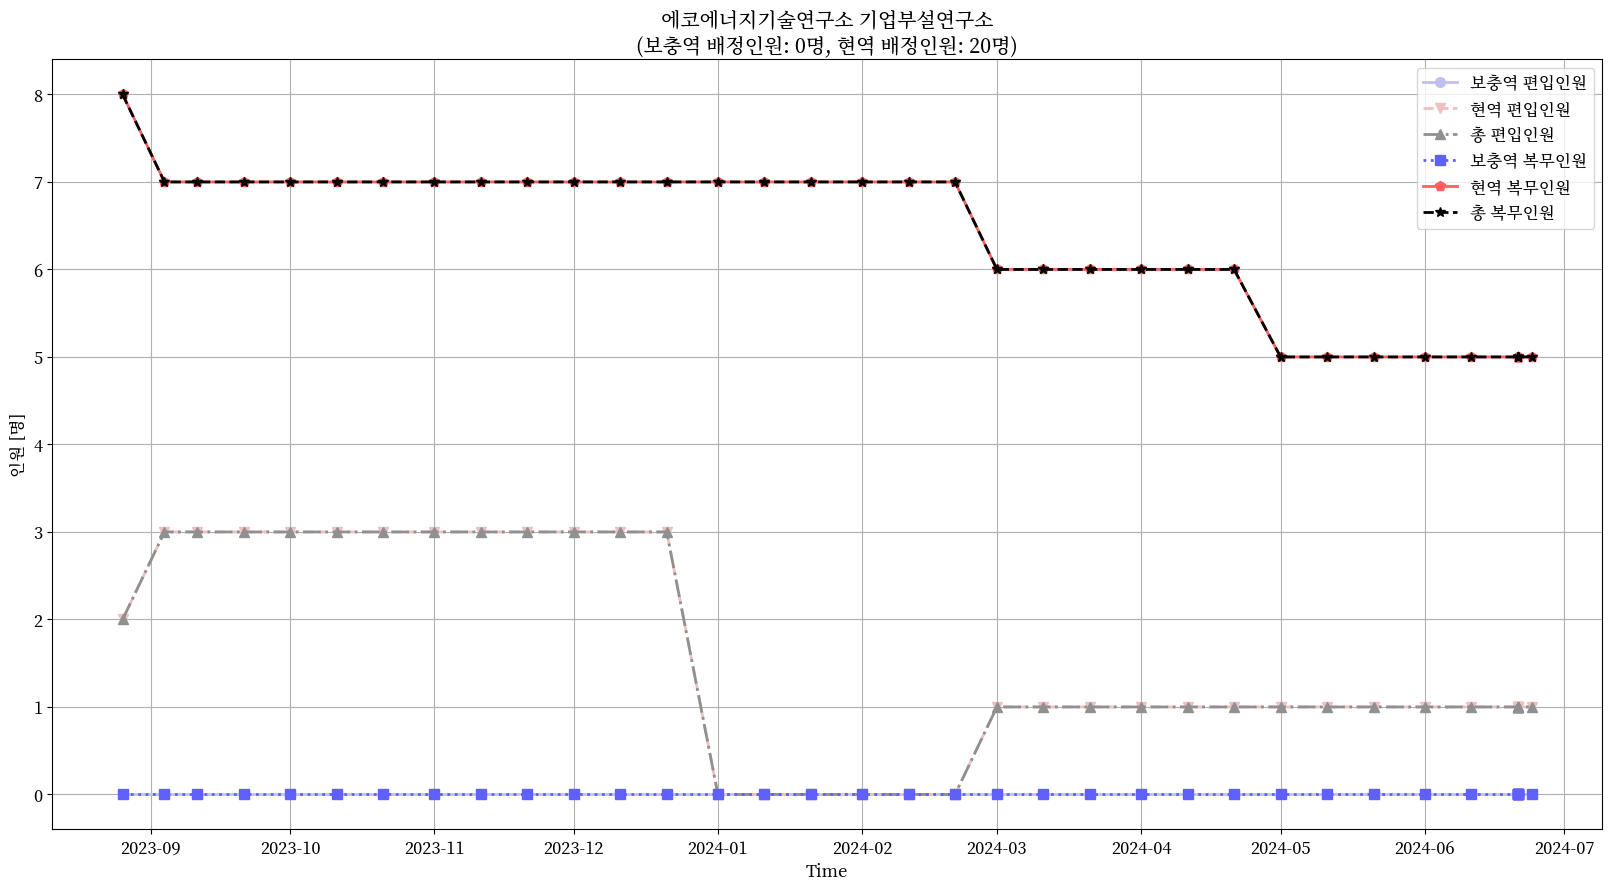 에코에너지기술연구소 기업부설연구소
(보충역 배정인원: 0명, 현역 배정인원: 20명)
보충역 편입인원
현역 편입인원
총 편입인원
보충역 복무인원
현역 복무인원
총 복무인원
인원 [명]
8
7
6
5
4
3
2
1
0
2023-09 2023-10 2023-11 2023-12 2024-01 2024-02 2024-03 2024-04 2024-05 2024-06 2024-07
Time